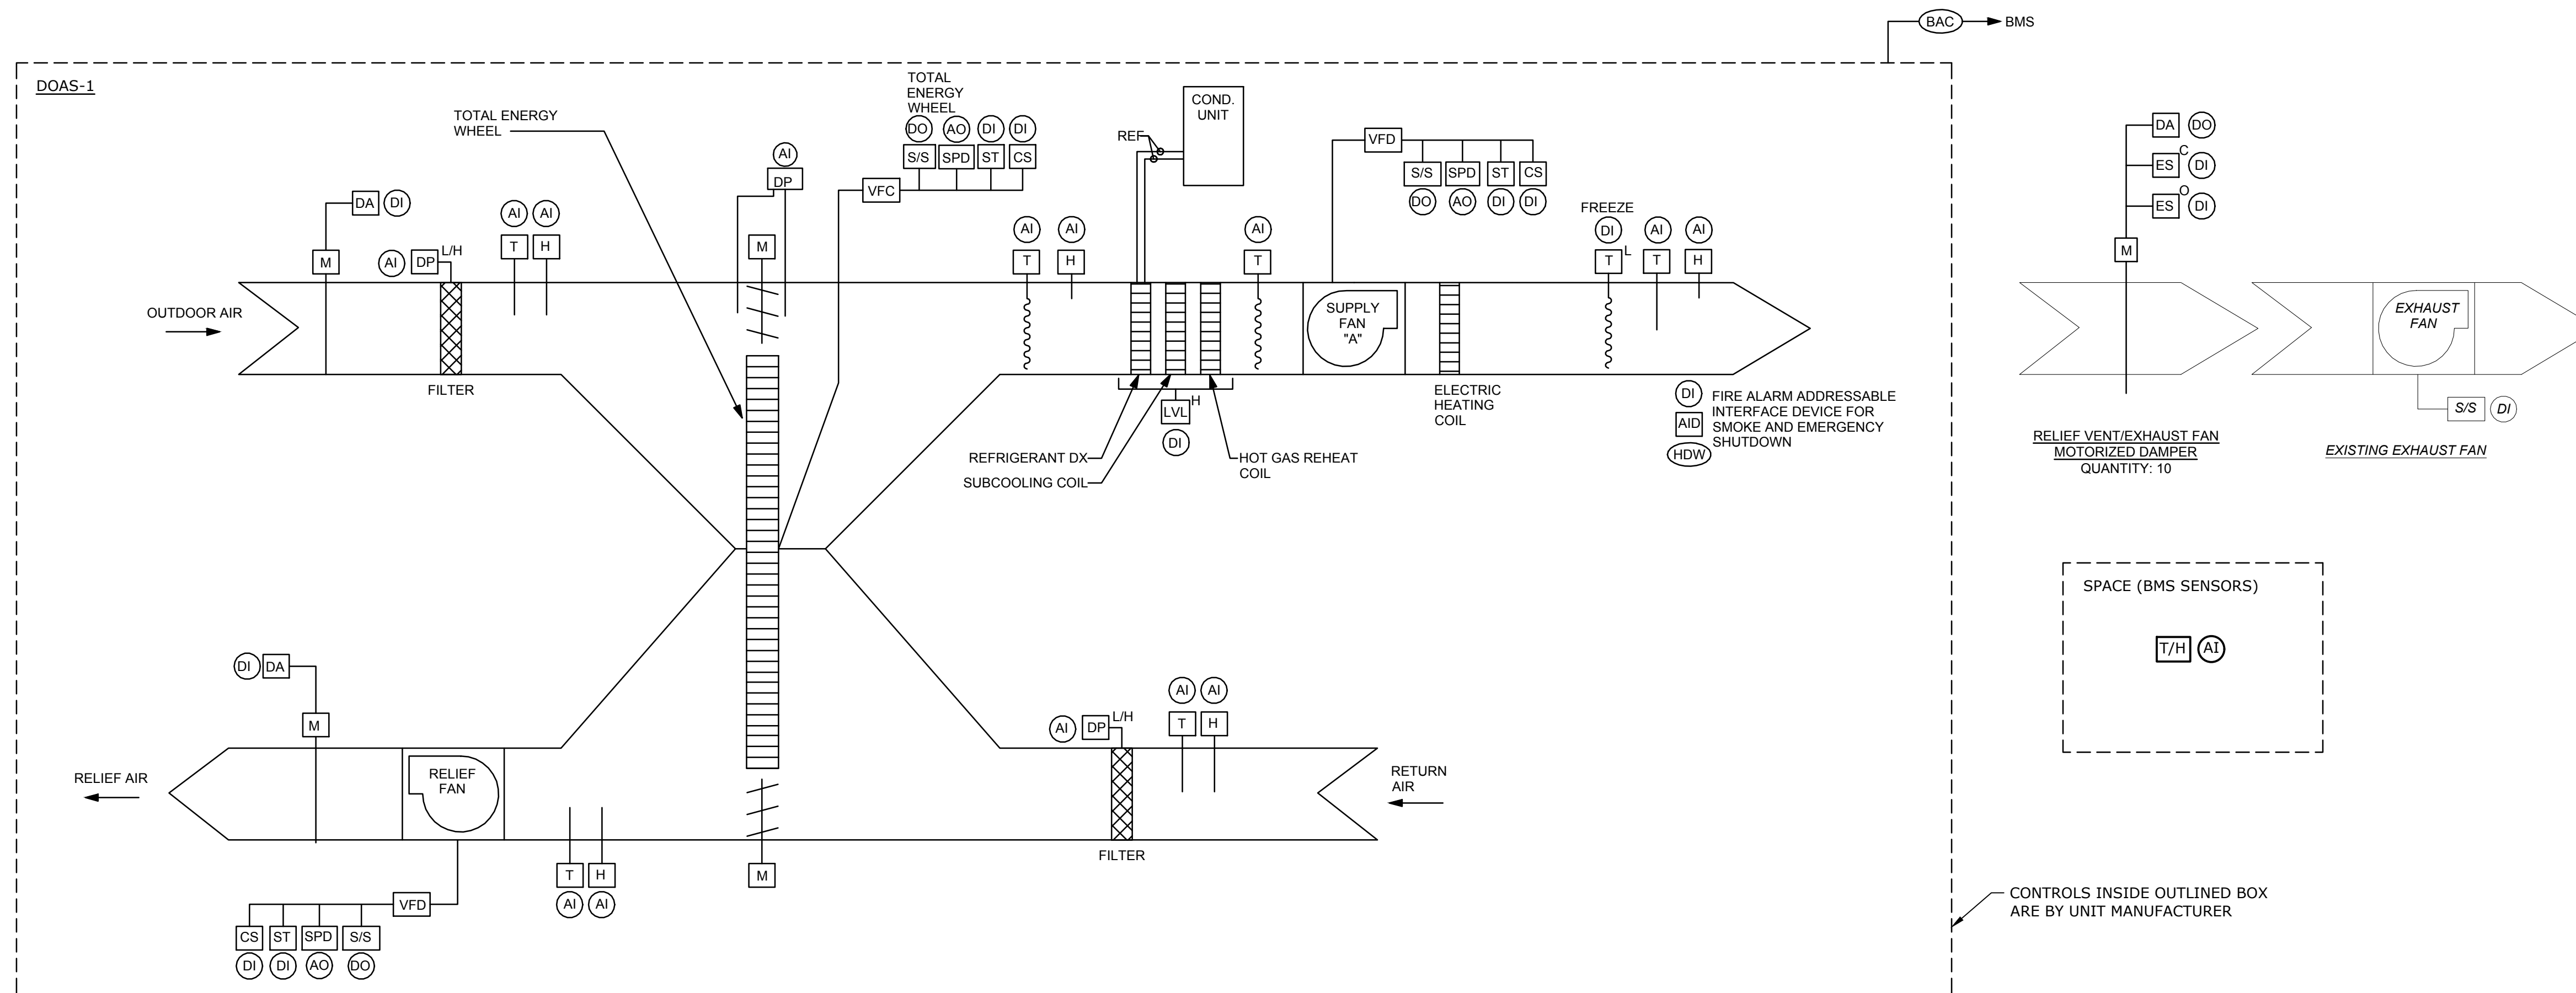 BAC
BMS
DOAS-1
TOTAL ENERGY
WHEEL
TOTAL
ENERGY
WHEEL
DO
AO
DI
DI
S/S
SPD
ST
CS
VFC
AI
DP
M
REF
COND.
UNIT
VFD
S/S
SPD
ST
CS
DO
AO
DI
DI
DA
DI
M
AI
DP
L/H
AI
AI
T
H
AI
AI
T
H
AI
T
FREEZE
DI
AI
AI
T
L
T
H
OUTDOOR AIR
FILTER
SUPPLY
FAN
"A"
ELECTRIC
HEATING
COIL
LVL
H
DI
REFRIGERANT DX
SUBCOOLING COIL
HOT GAS REHEAT
COIL
DI
AID
HDW
FIRE ALARM ADDRESSABLE
INTERFACE DEVICE FOR
SMOKE AND EMERGENCY
SHUTDOWN
DA
DO
ES
C
DI
ES
O
DI
M
RELIEF VENT/EXHAUST FAN
MOTORIZED DAMPER
QUANTITY: 10
EXHAUST
FAN
S/S
DI
EXISTING EXHAUST FAN
SPACE (BMS SENSORS)
T/H
AI
DI
DA
M
RELIEF AIR
RELIEF
FAN
VFD
CS
ST
SPD
S/S
DI
DI
AO
DO
T
H
AI
AI
M
AI
DP
L/H
AI
AI
T
H
FILTER
RETURN
AIR
CONTROLS INSIDE OUTLINED BOX
ARE BY UNIT MANUFACTURER